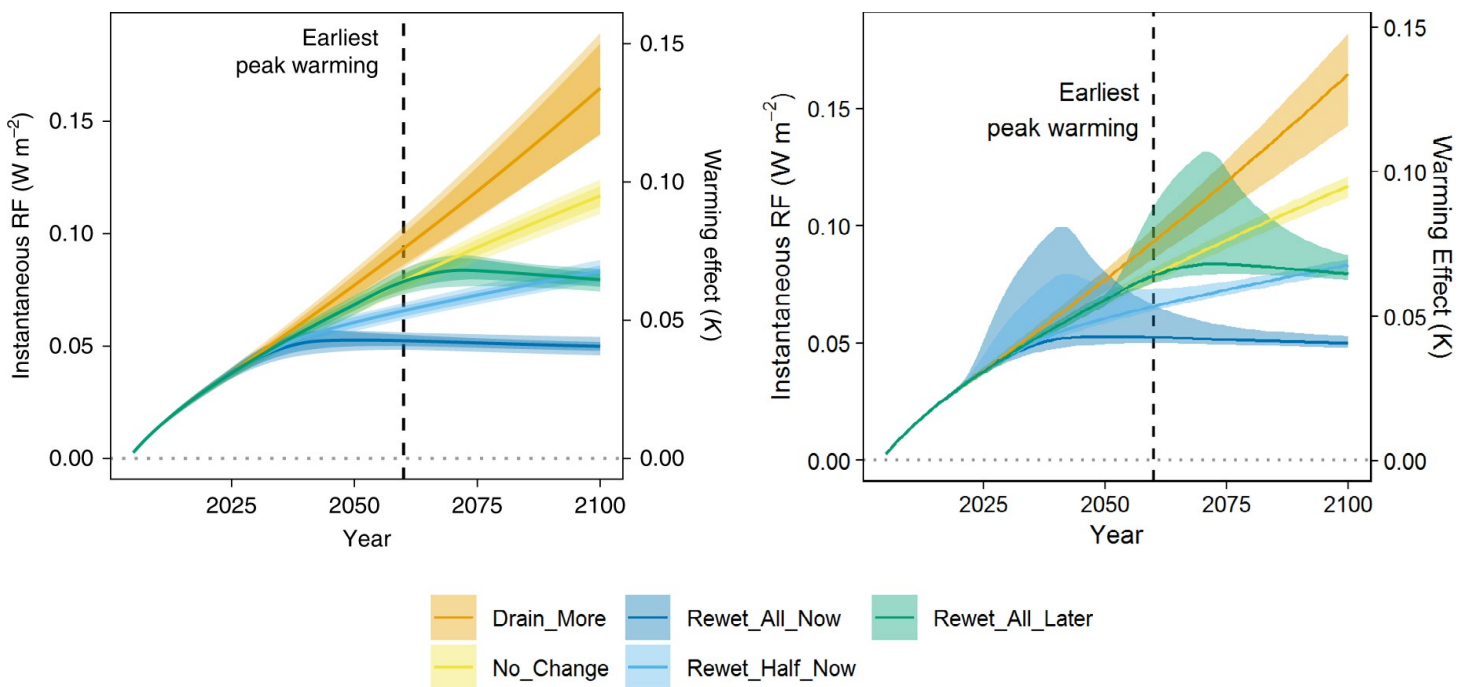 Earliest
peak warming
Instantaneous RF (W m−2)
0.15
0.10
0.05
0.00
0.15
0.10
0.05
0.00
Warming effect (K)
2025
2050
2075
2100
Year
Earliest
peak warming
Instantaneous RF (W m−2)
0.15
0.10
0.05
0.00
0.15
0.10
0.05
0.00
Warming Effect (K)
2025
2050
2075
2100
Year
Drain_More
Rewet_All_Now
Rewet_All_Later
No_Change
Rewet_Half_Now